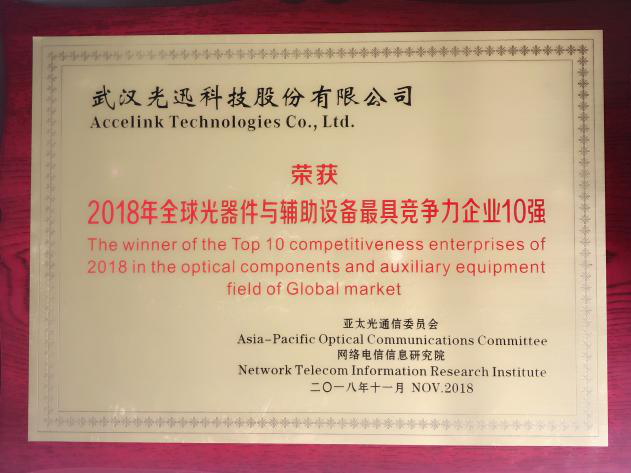 武汉光迅科技股份有限公司
Accelink Technologies Co., Ltd.
荣获
2018年全球光器件与辅助设备最具竞争力企业10强
The winner of the Top 10 competitiveness enterprises of
2018 in the optical components and auxiliary equipment
field of Global market
亚太光通信委员会
Asia-Pacific Optical Communications Committee
网络电信信息研究院
Network Telecom Information Research Institute
二〇一八年十一月 NOV.2018